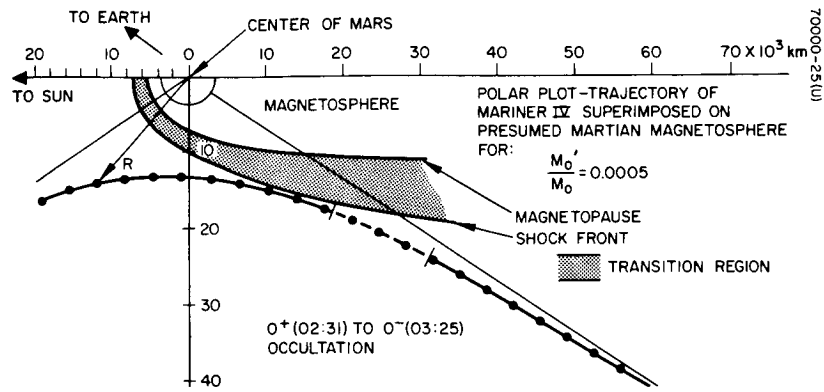 TO EARTH
CENTER OF MARS
20 10 0 10 20 30 40 50 60 70 × 10³ km
TO SUN
MAGNETOSPHERE
POLAR PLOT-TRAJECTORY OF
MARINER IV SUPERIMPOSED ON
PRESUMED MARTIAN MAGNETOSPHERE
FOR:
M₀'
M₀ = 0.0005
R
10
MAGNETOPAUSE
SHOCK FRONT
20
TRANSITION REGION
30
O⁺(02:31) TO O⁻(03:25)
OCCULTATION
40
70000-25(U)